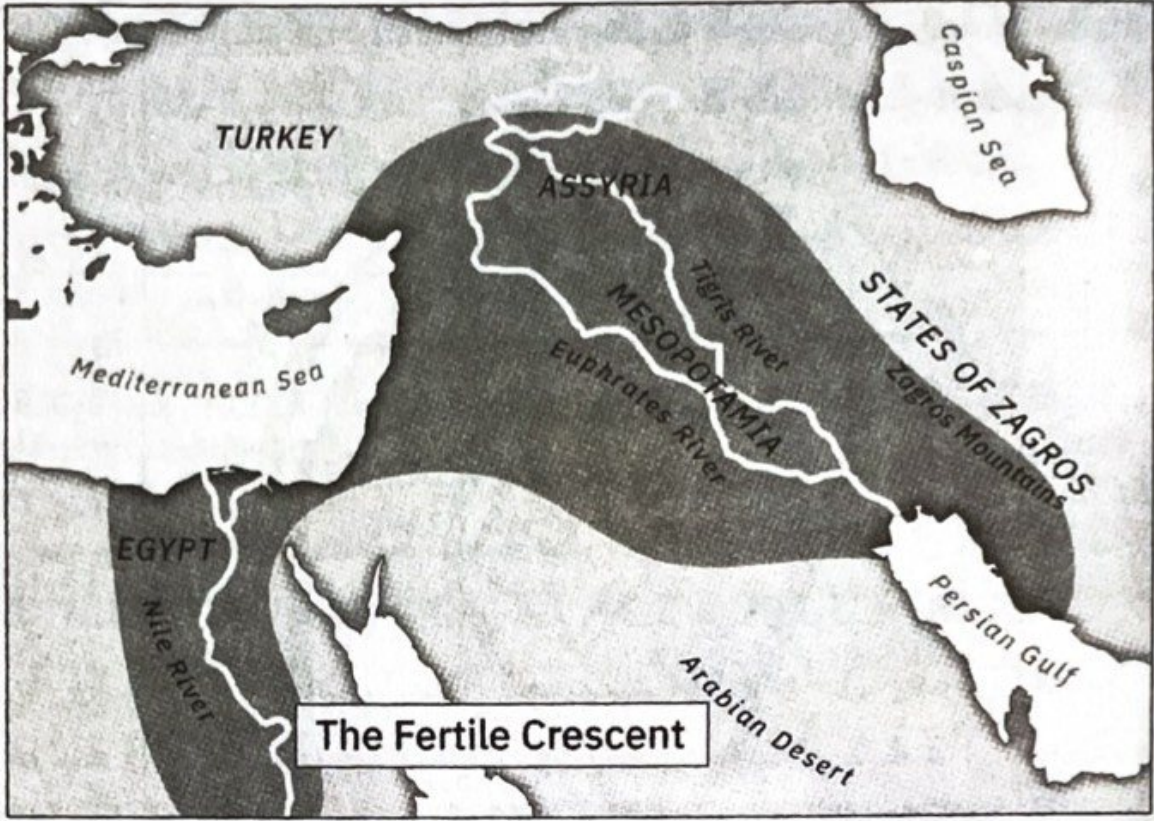 Caspian Sea
TURKEY
ASSYRIA
Tigris River
MESOPOTAMIA
STATES OF ZAGROS
Euphrates River
Zagros Mountains
Mediterranean Sea
EGYPT
Nile River
Persian Gulf
Arabian Desert
The Fertile Crescent